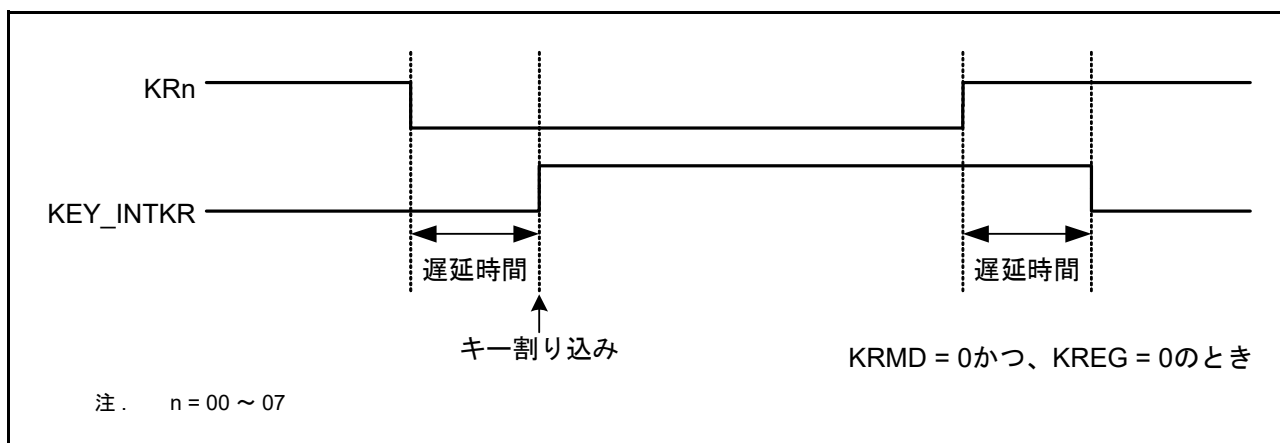 KRn
KEY_INTKR
遅延時間
遅延時間
キー割り込み
KRMD = 0かつ、KREG = 0のとき
注 . n = 00 ～ 07